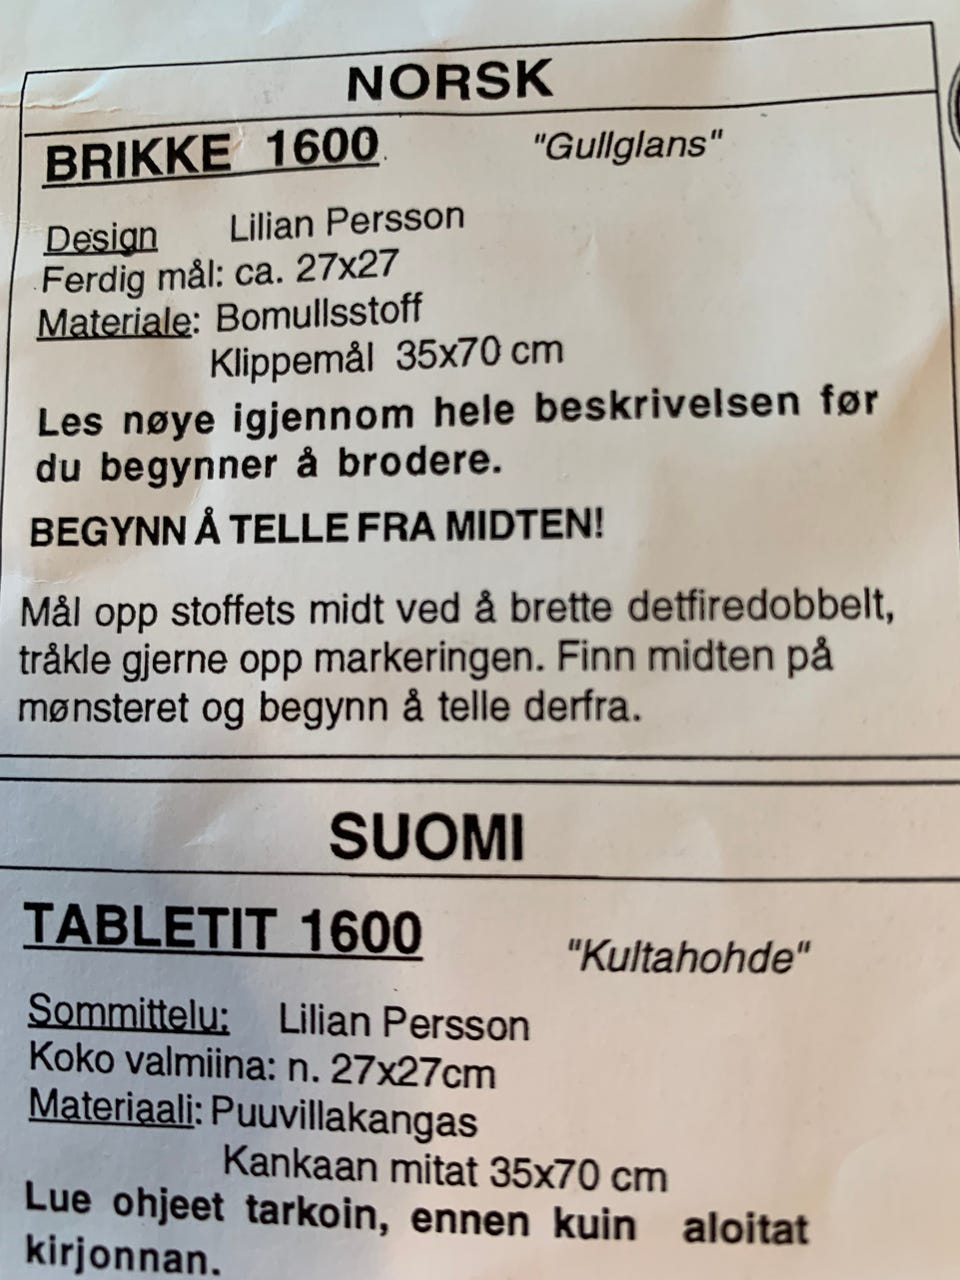 NORSK
BRIKKE 1600 "Gullglans"
Design Lilian Persson
Ferdig mål: ca. 27x27
Materiale: Bomullsstoff
Klippemål 35x70 cm
Les nøye igjennom hele beskrivelsen før
du begynner å brodere.
BEGYNN Å TELLE FRA MIDTEN!
Mål opp stoffets midt ved å brette detfiredobbelt,
tråkle gjerne opp markeringen. Finn midten på
mønsteret og begynn å telle derfra.
SUOMI
TABLETIT 1600 "Kultahohde"
Sommittelu: Lilian Persson
Koko valmiina: n. 27x27cm
Materiaali: Puuvillakangas
Kankaan mitat 35x70 cm
Lue ohjeet tarkoin, ennen kuin aloitat
kirjonnan.